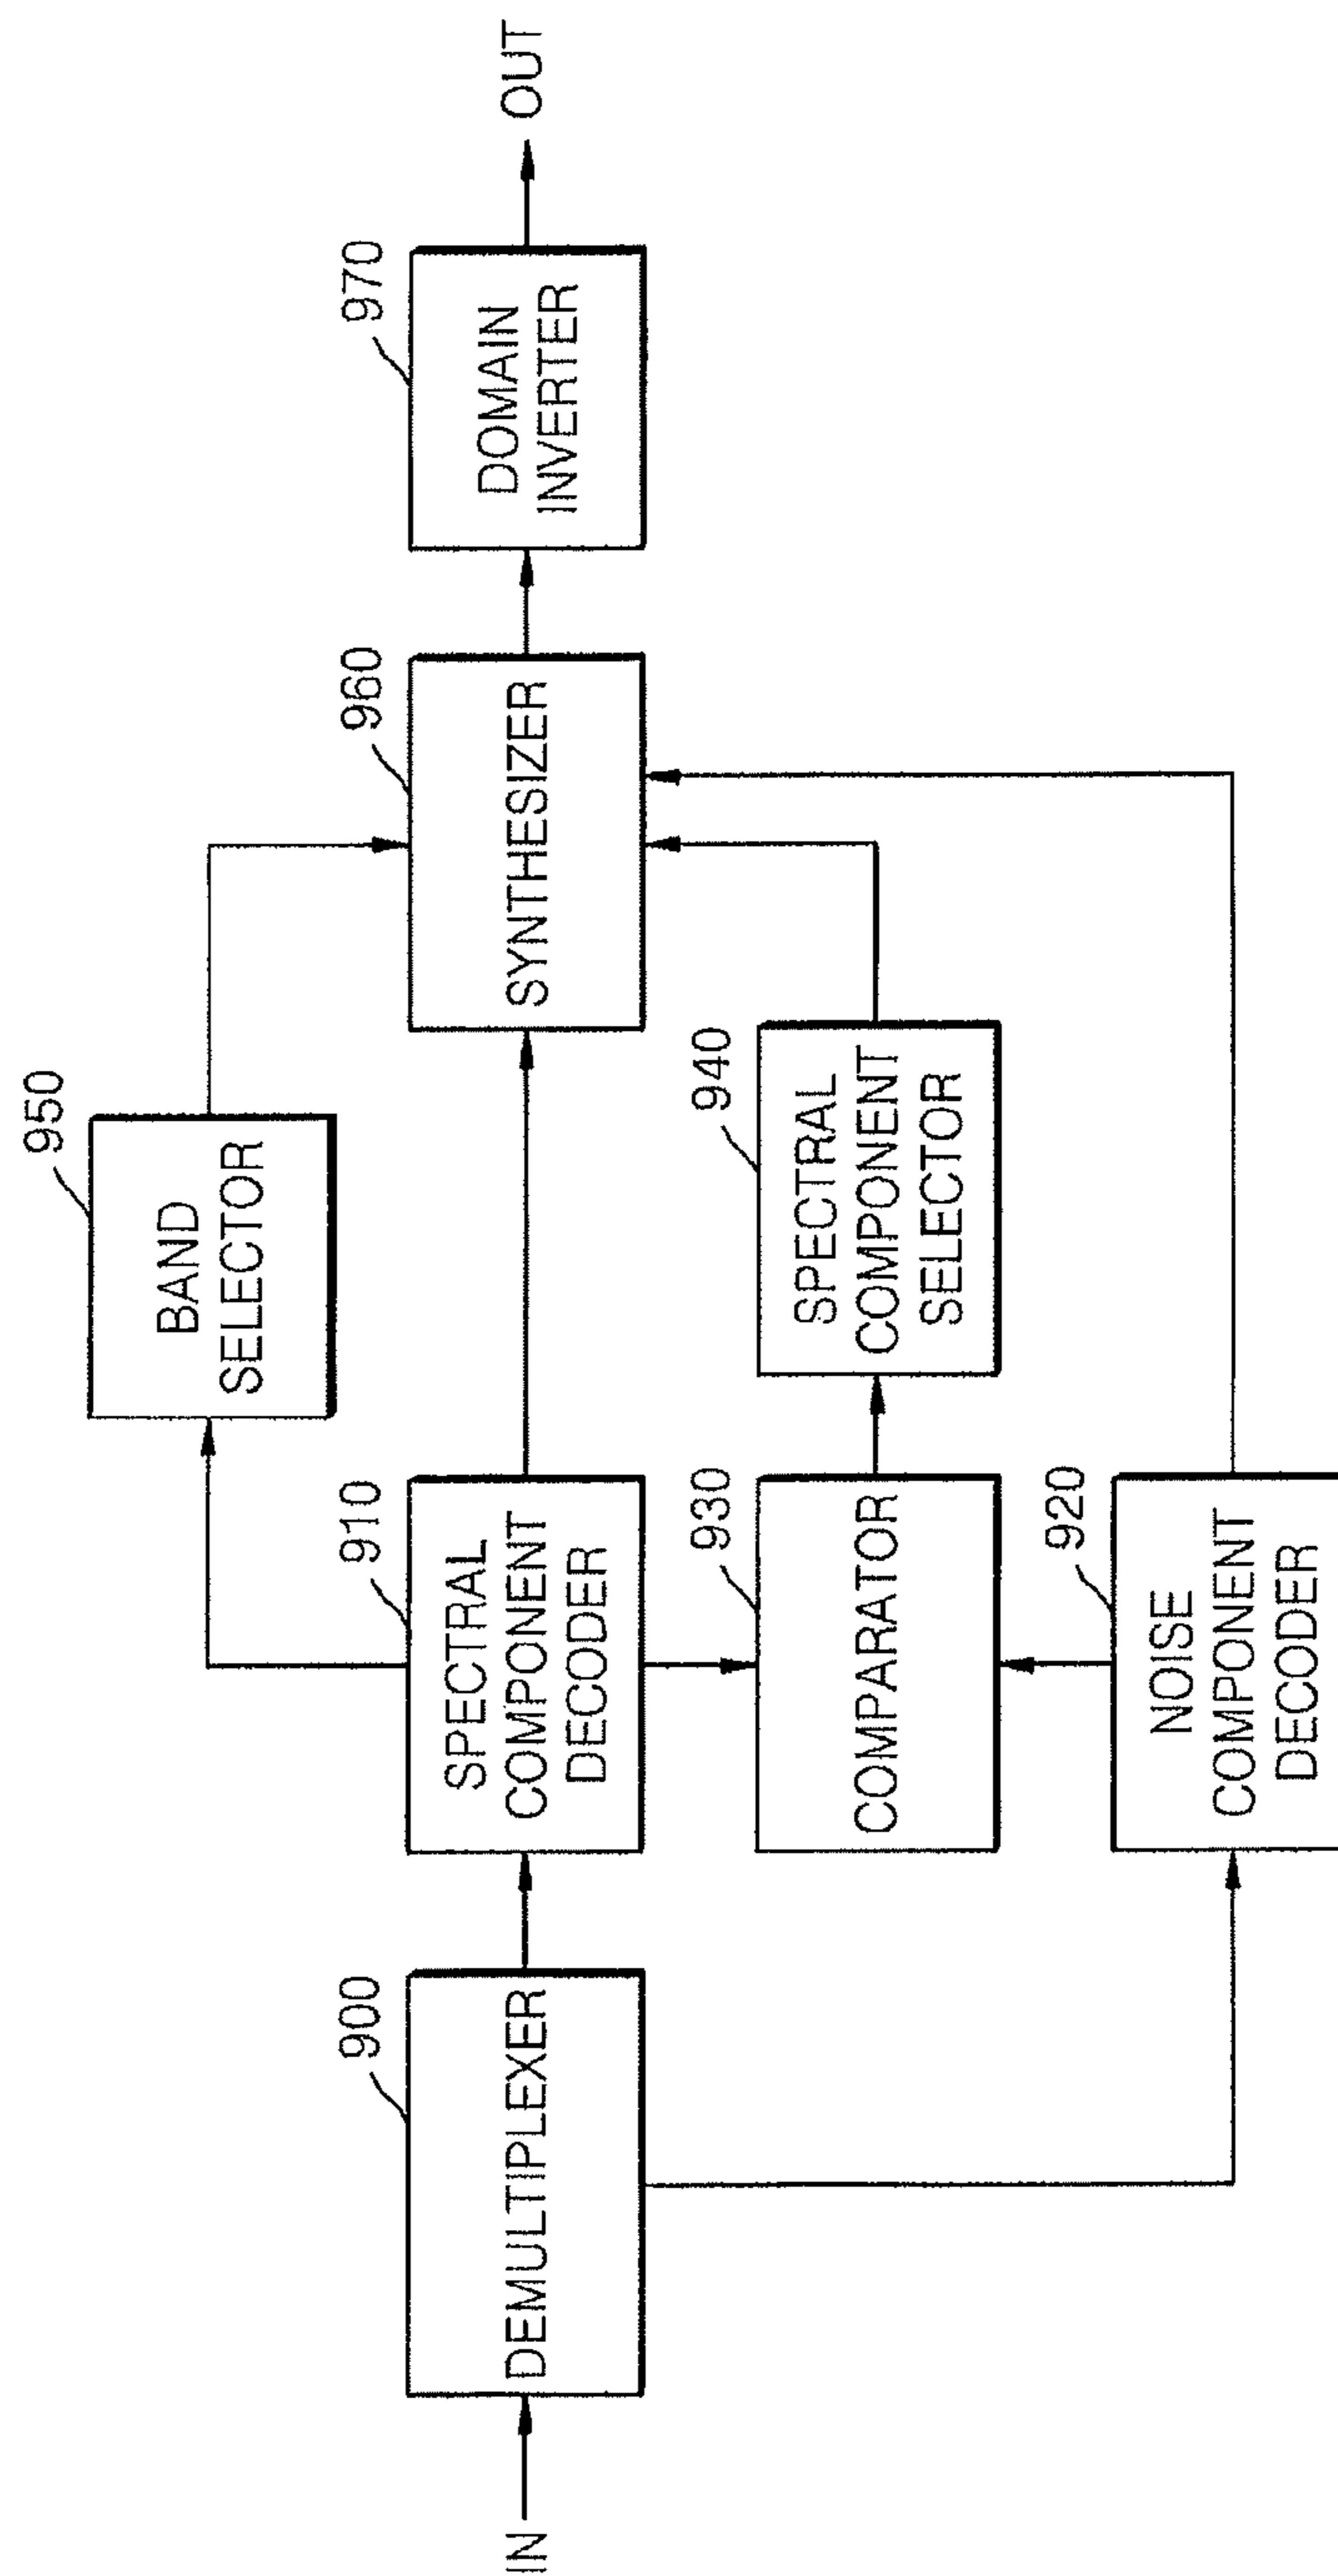 950
BAND
SELECTOR
IN
900
DEMULTIPLEXER
910
SPECTRAL
COMPONENT
DECODER
960
SYNTHESIZER
970
DOMAIN
INVERTER
OUT
930
COMPARATOR
940
SPECTRAL
COMPONENT
SELECTOR
920
NOISE
COMPONENT
DECODER